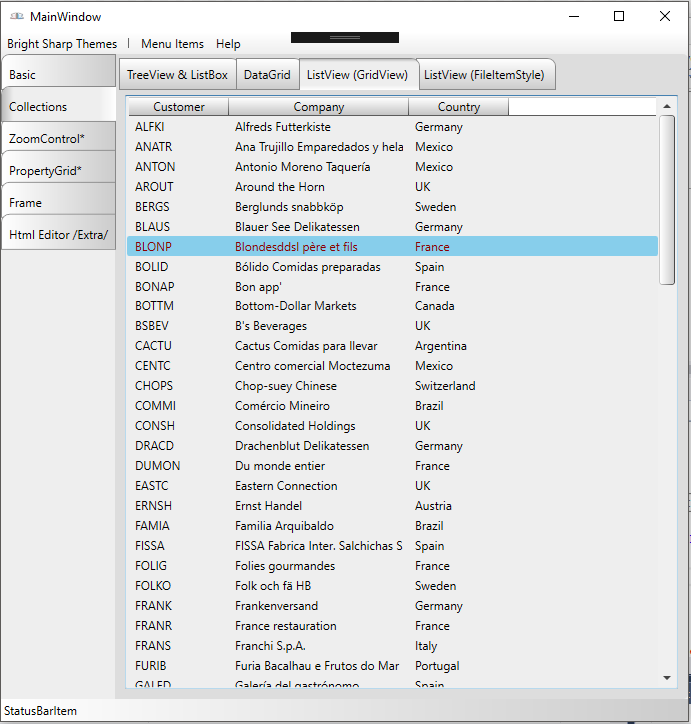 MainWindow
Bright Sharp Themes | Menu Items Help
Basic
Collections
ZoomControl*
PropertyGrid*
Frame
Html Editor /Extra/
TreeView & ListBox DataGrid ListView (GridView) ListView (FileItemStyle)
Customer Company Country
ALFKI Alfreds Futterkiste Germany
ANATR Ana Trujillo Emparedados y hela Mexico
ANTON Antonio Moreno Taquería Mexico
AROUT Around the Horn UK
BERGS Berglunds snabbköp Sweden
BLAUS Blauer See Delikatessen Germany
BLONP Blondesddsl père et fils France
BOLID Bólido Comidas preparadas Spain
BONAP Bon app' France
BOTTM Bottom-Dollar Markets Canada
BSBEV B's Beverages UK
CACTU Cactus Comidas para llevar Argentina
CENTC Centro comercial Moctezuma Mexico
CHOPS Chop-suey Chinese Switzerland
COMMI Comércio Mineiro Brazil
CONSH Consolidated Holdings UK
DRACD Drachenblut Delikatessen Germany
DUMON Du monde entier France
EASTC Eastern Connection UK
ERNSH Ernst Handel Austria
FAMIA Familia Arquibaldo Brazil
FISSA FISSA Fabrica Inter. Salchichas S Spain
FOLIG Folies gourmandes France
FOLKO Folk och fä HB Sweden
FRANK Frankenversand Germany
FRANR France restauration France
FRANS Franchi S.p.A. Italy
FURIB Furia Bacalhau e Frutos do Mar Portugal
GALED Galería del gastrónomo Spain
StatusBarItem